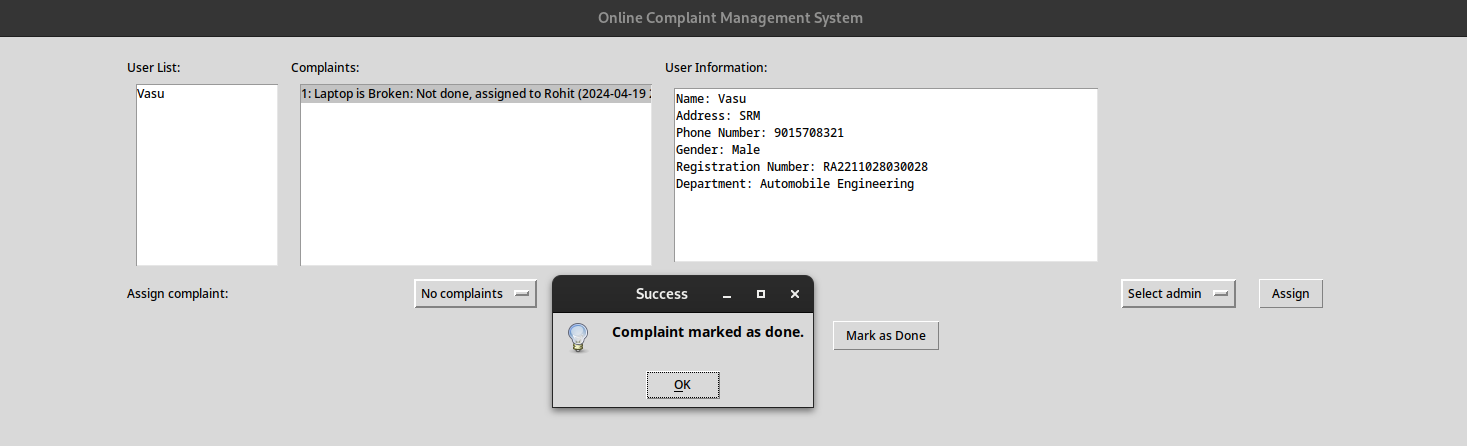 Online Complaint Management System
User List:
Complaints:
User Information:
Vasu
1: Laptop is Broken: Not done, assigned to Rohit (2024-04-19
Name: Vasu
Address: SRM
Phone Number: 9015708321
Gender: Male
Registration Number: RA2211028030028
Department: Automobile Engineering
Assign complaint:
No complaints
Select admin
Assign
Success
Complaint marked as done.
OK
Mark as Done